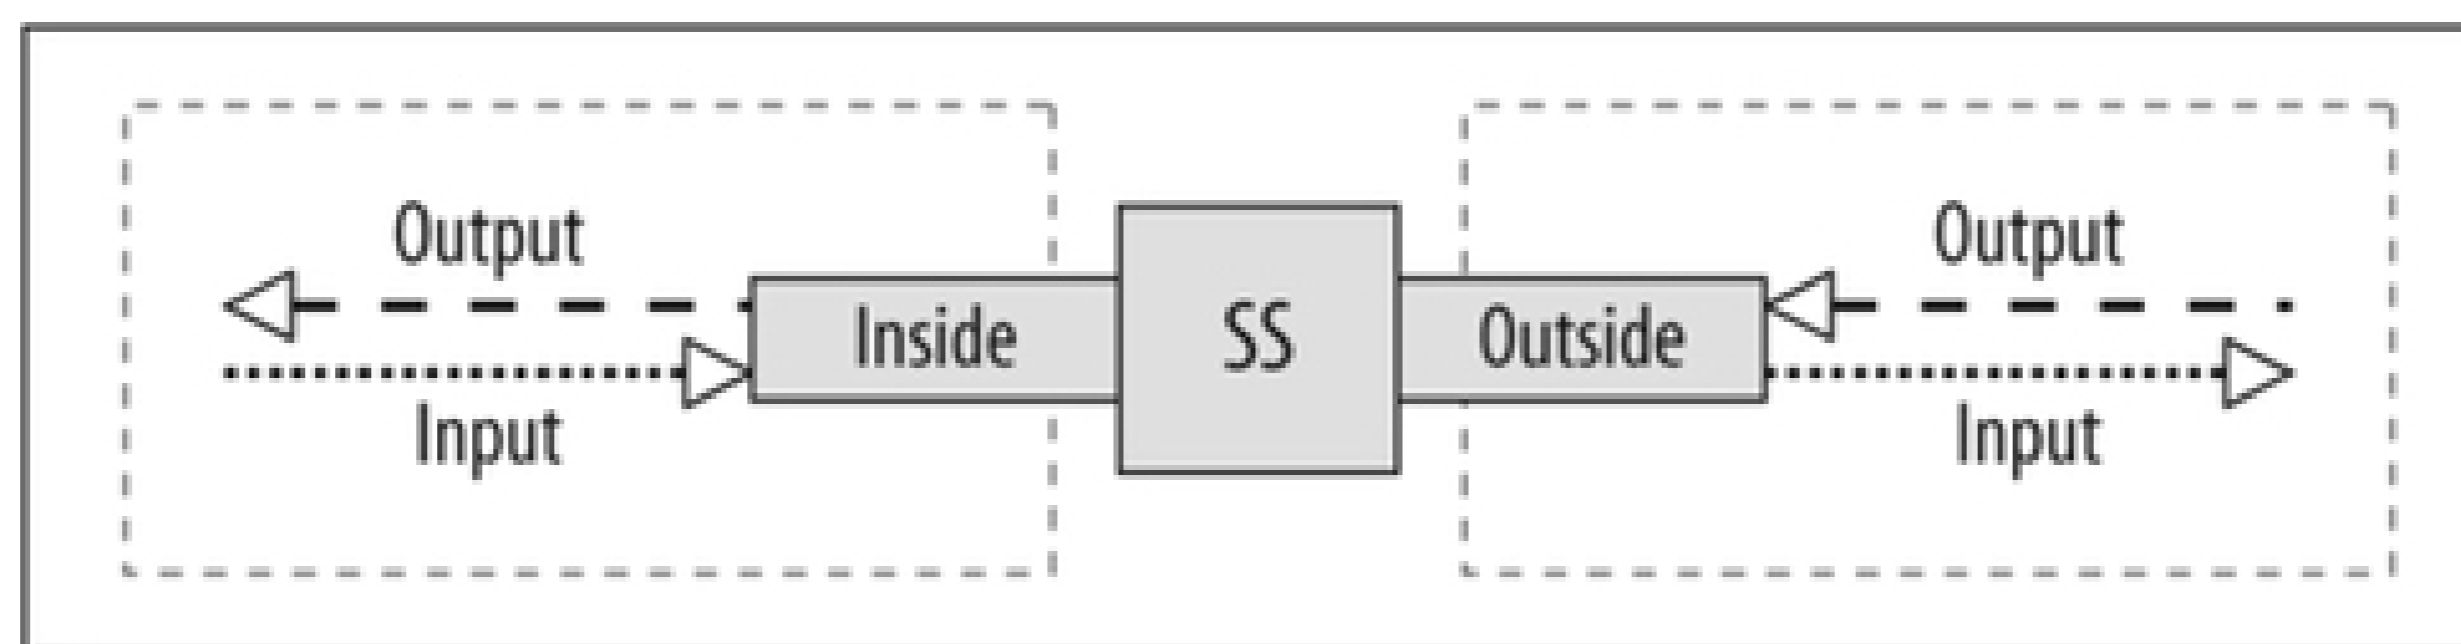 Output
Input
Inside
SS
Outside
Output
Input